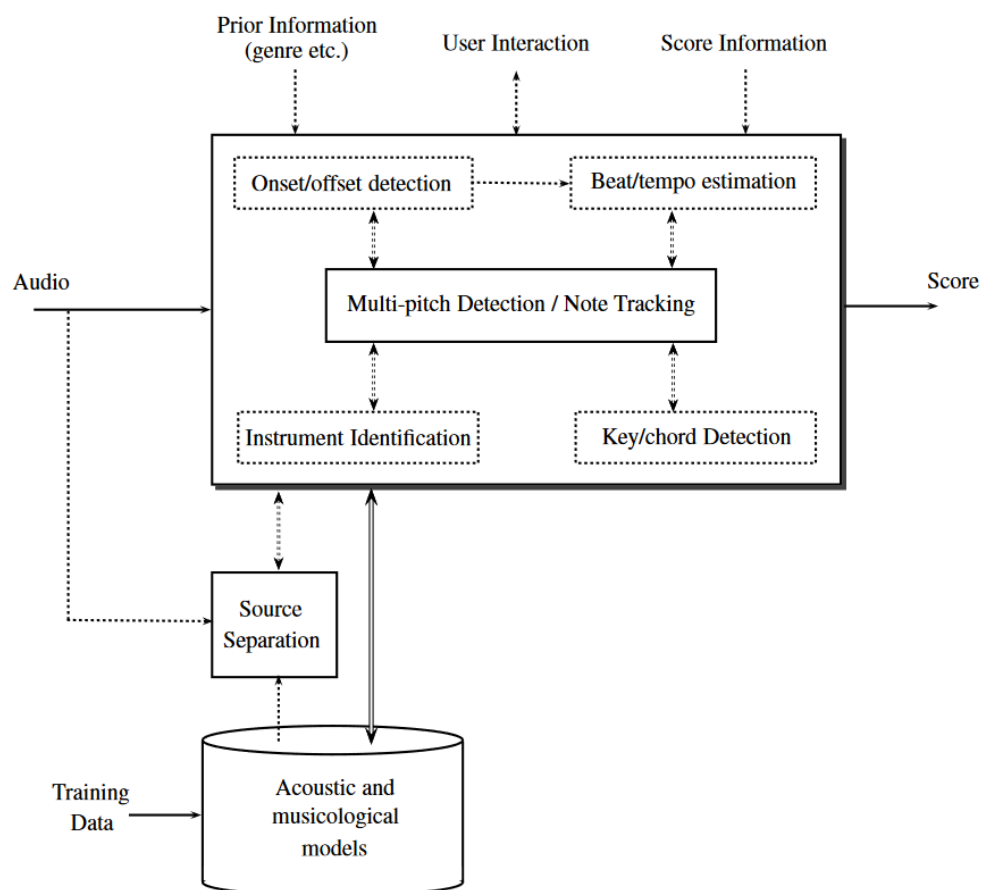 Prior Information
(genre etc.)
User Interaction
Score Information
Onset/offset detection
Beat/tempo estimation
Audio
Multi-pitch Detection / Note Tracking
Score
Instrument Identification
Key/chord Detection
Source
Separation
Training
Data
Acoustic and
musicological
models